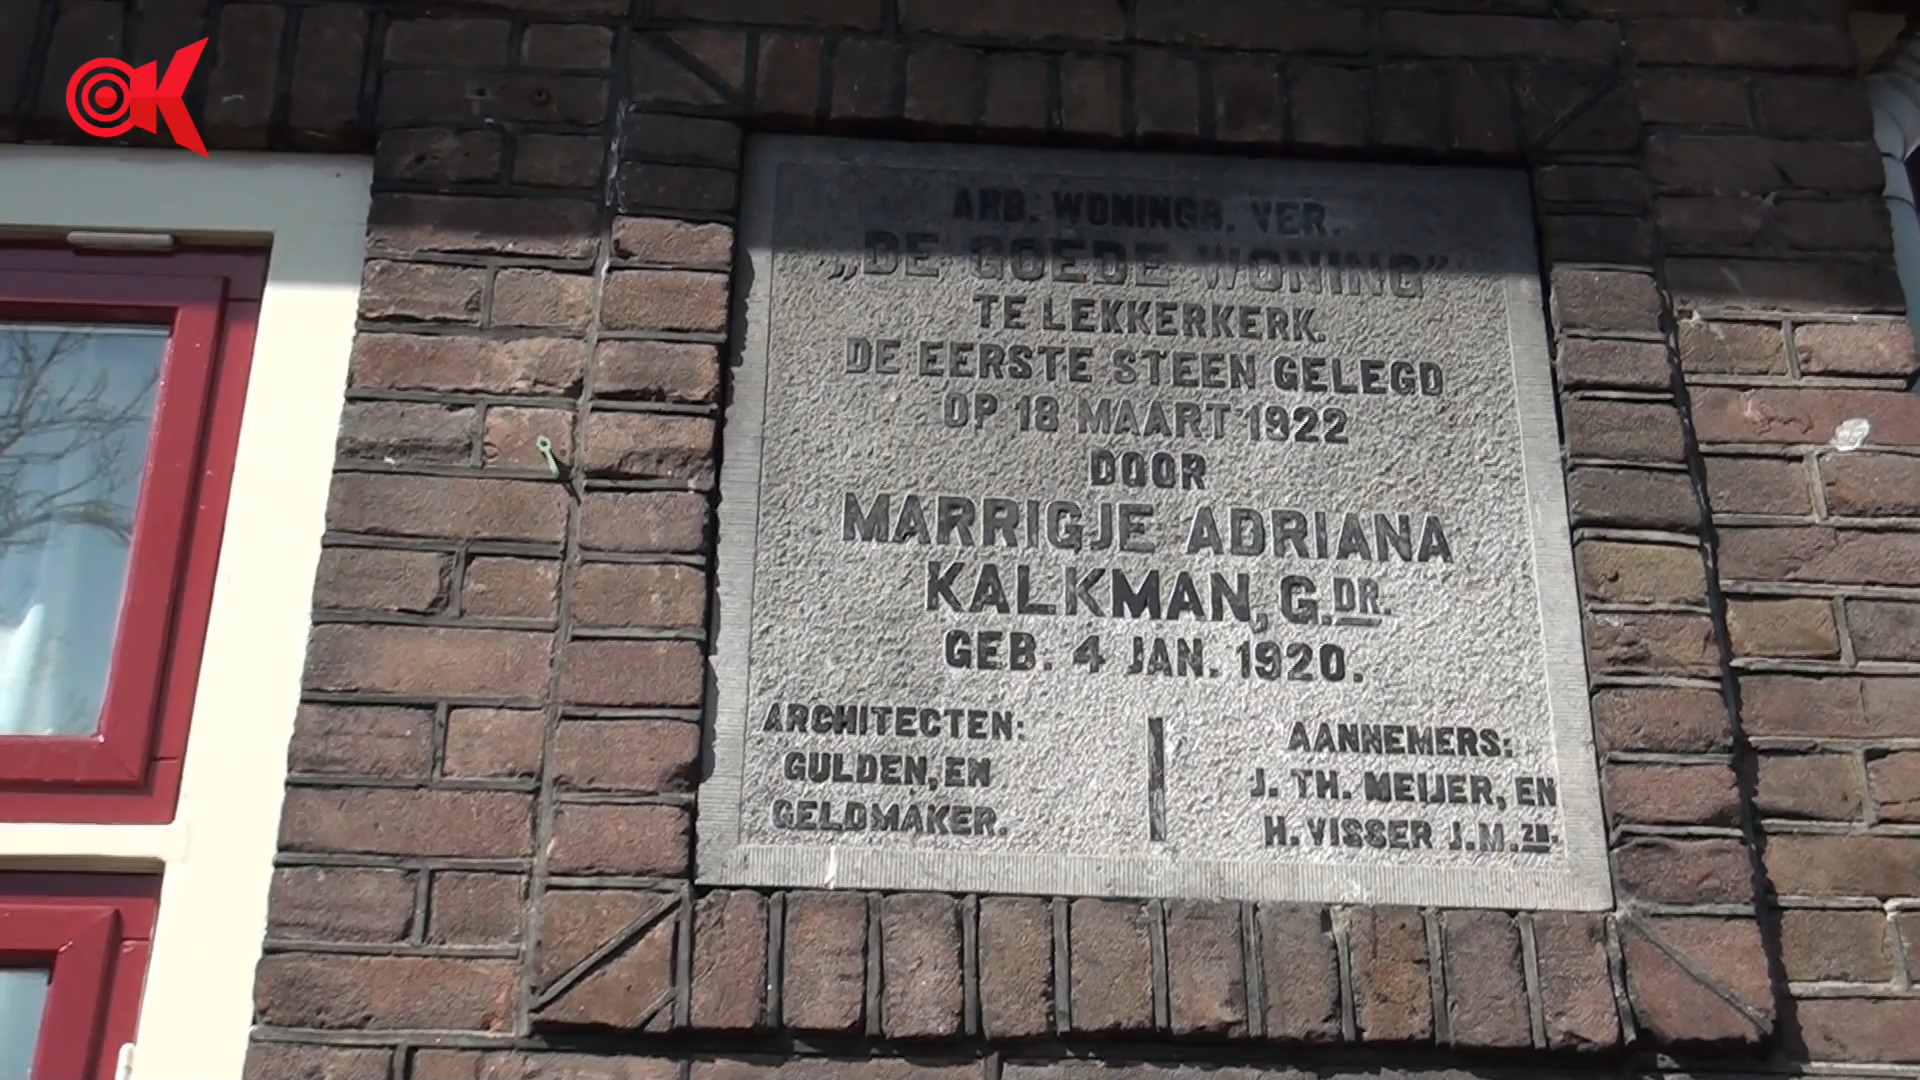 OK
ARB. WONINGB. VER.
„DE GOEDE WONING”
TE LEKKERKERK.
DE EERSTE STEEN GELEGD
OP 18 MAART 1922
DOOR
MARRIGJE ADRIANA
KALKMAN, G.DR.
GEB. 4 JAN. 1920.
ARCHITECTEN:
GULDEN, EN
GELDMAKER.
AANNEMERS:
J. TH. MEIJER, EN
H. VISSER J.M.ZN.